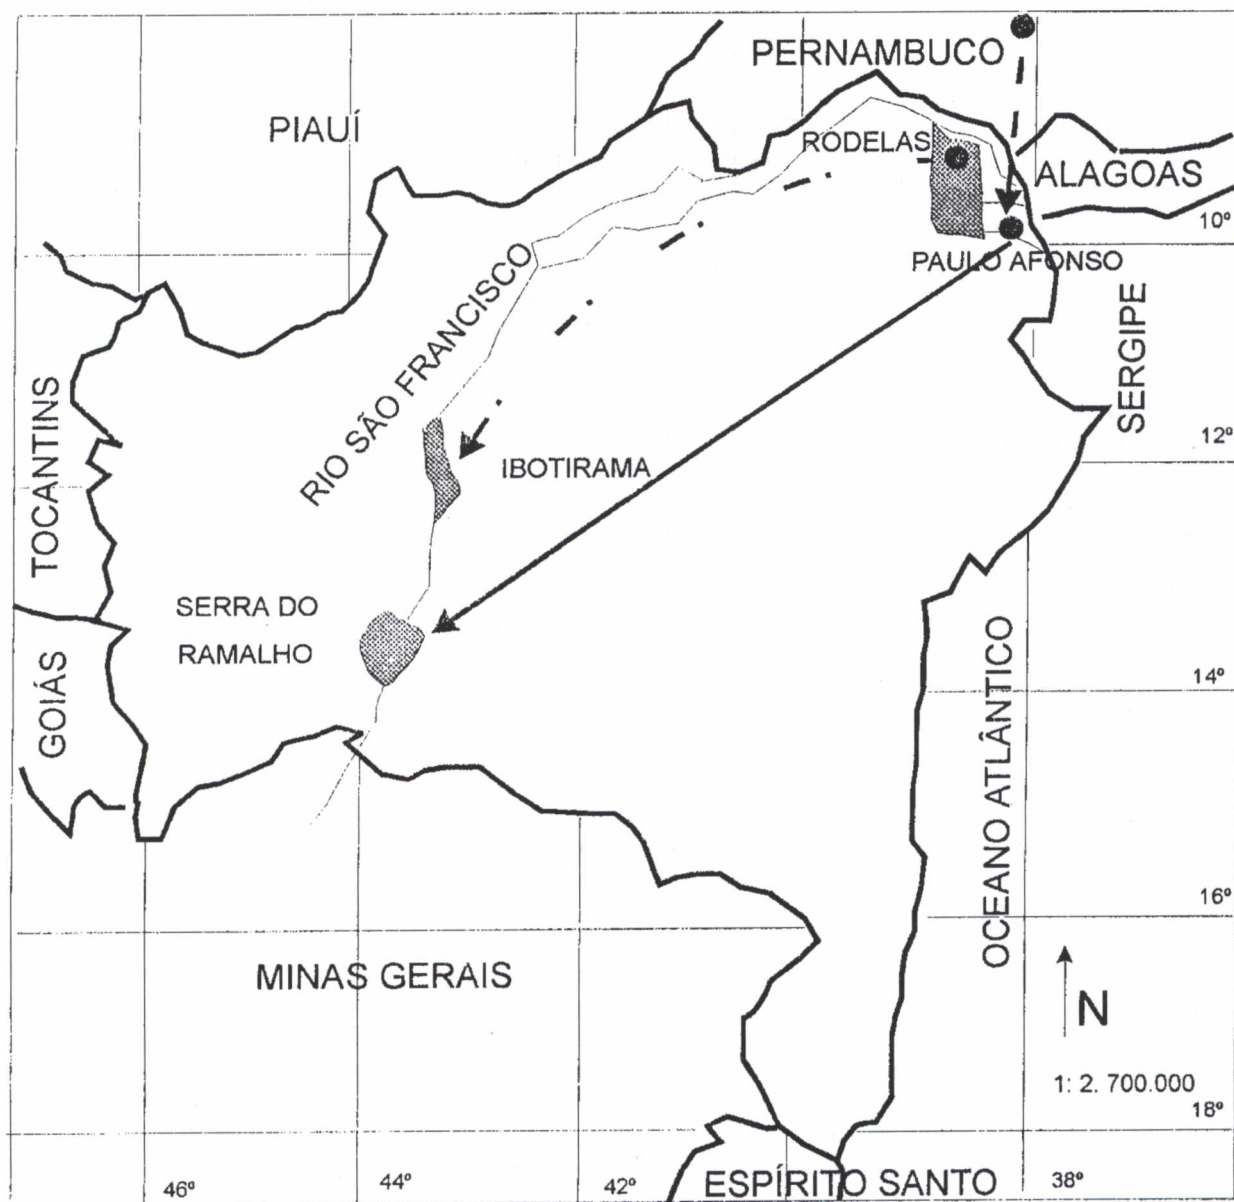 PERNAMBUCO
PIAUÍ
RODELAS
ALAGOAS
10º
PAULO AFONSO
RIO SÃO FRANCISCO
SERGIPE
TOCANTINS
12º
IBOTIRAMA
SERRA DO
RAMALHO
GOIÁS
14º
OCEANO ATLÂNTICO
16º
MINAS GERAIS
N
1: 2. 700.000
18º
ESPÍRITO SANTO
46º
44º
42º
38º